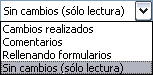 Sin cambios (sólo lectura)
Cambios realizados
Comentarios
Rellenando formularios
Sin cambios (sólo lectura)